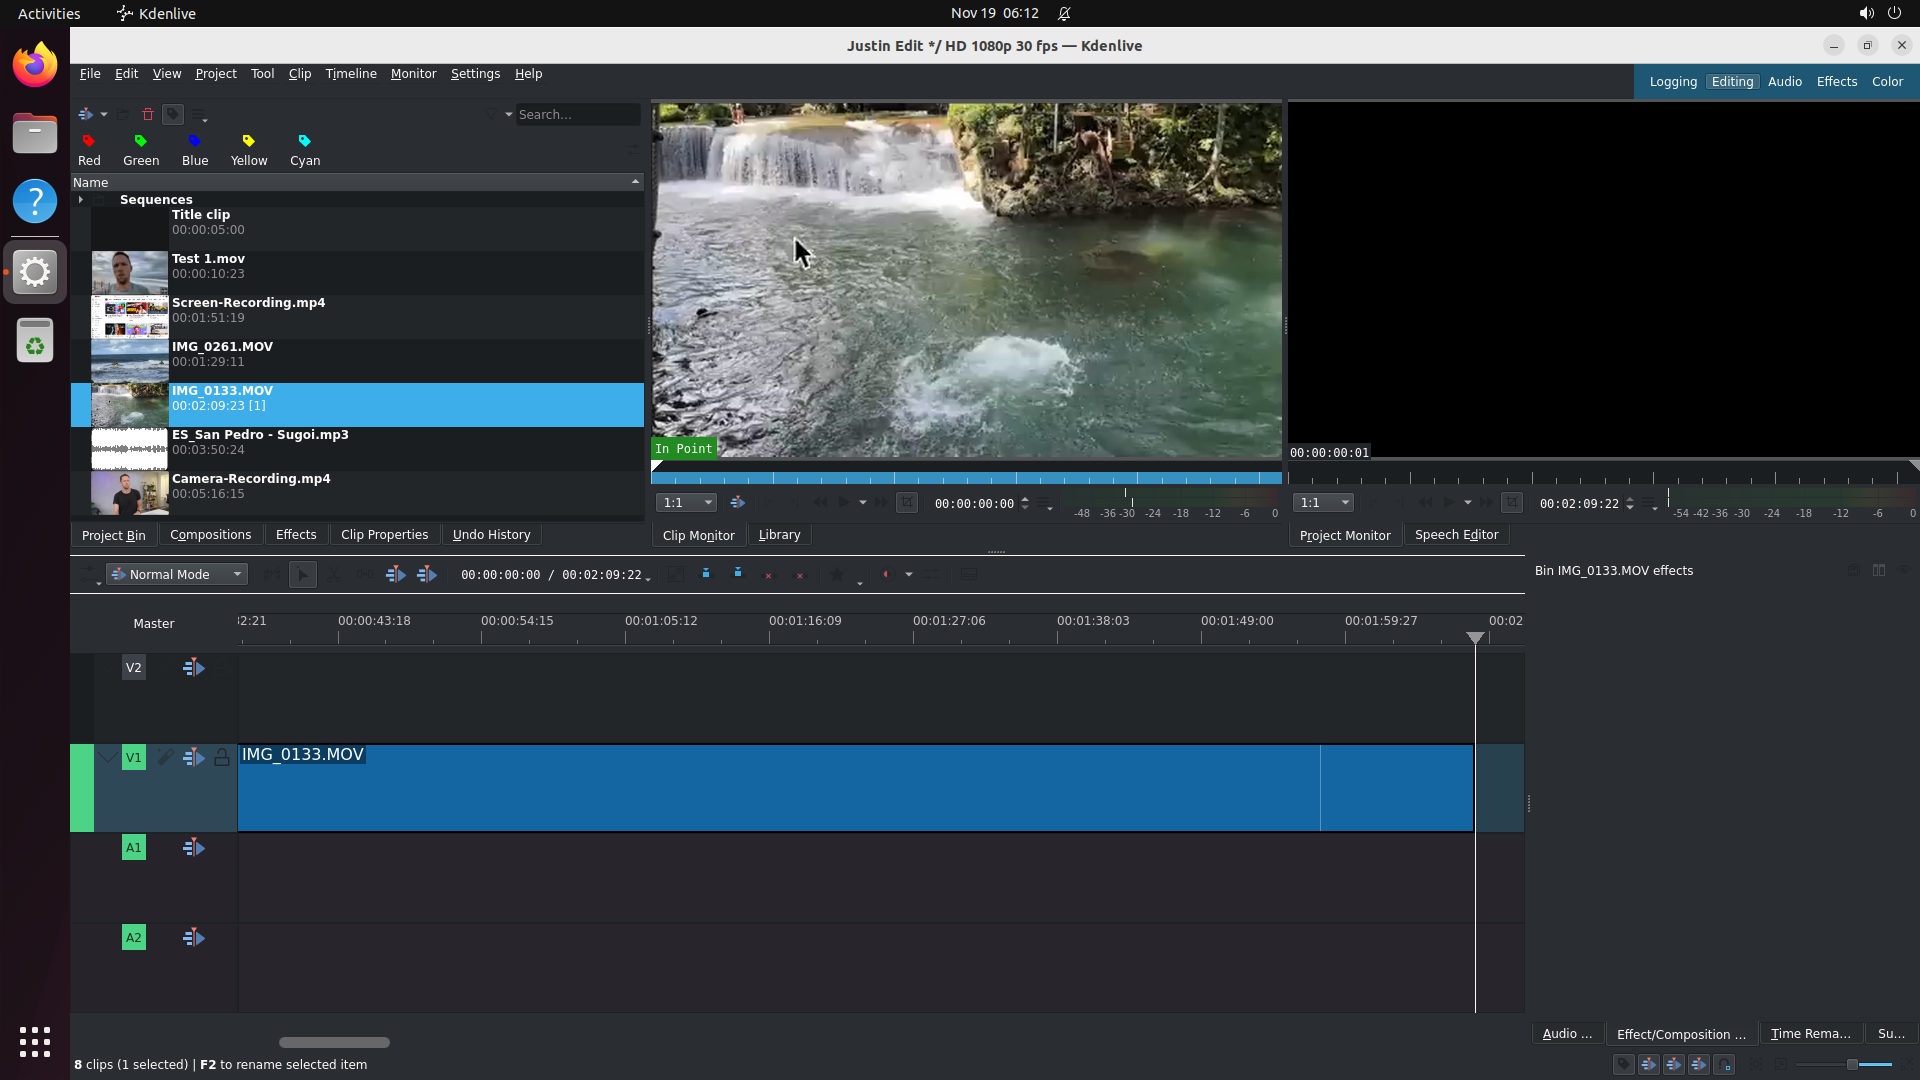 Activities
Kdenlive
Nov 19 06:12
Justin Edit */ HD 1080p 30 fps — Kdenlive
File Edit View Project Tool Clip Timeline Monitor Settings Help
Logging Editing Audio Effects Color
Search...
Red Green Blue Yellow Cyan
Name
Sequences
Title clip
00:00:05:00
Test 1.mov
00:00:10:23
Screen-Recording.mp4
00:01:51:19
IMG_0261.MOV
00:01:29:11
IMG_0133.MOV
00:02:09:23 [1]
ES_San Pedro - Sugoi.mp3
00:03:50:24
Camera-Recording.mp4
00:05:16:15
Project Bin Compositions Effects Clip Properties Undo History
In Point
1:1
00:00:00:00
-48 -36 -30 -24 -18 -12 -6 0
Clip Monitor Library
00:00:00:01
1:1
00:02:09:22
-54 -42 -36 -30 -24 -18 -12 -6 0
Project Monitor Speech Editor
Normal Mode
00:00:00:00 / 00:02:09:22
Bin IMG_0133.MOV effects
Master
32:21 00:00:43:18 00:00:54:15 00:01:05:12 00:01:16:09 00:01:27:06 00:01:38:03 00:01:49:00 00:01:59:27 00:02
V2
V1
IMG_0133.MOV
A1
A2
Audio ... Effect/Composition ... Time Rema... Su...
8 clips (1 selected) | F2 to rename selected item